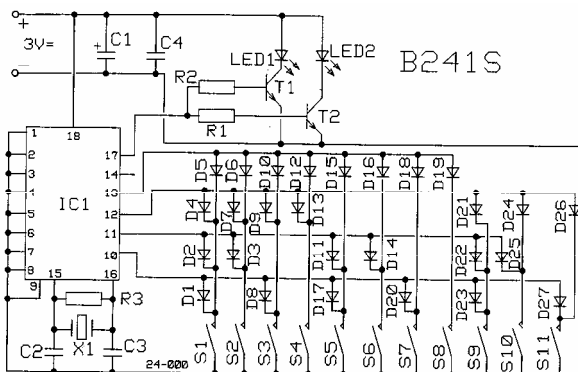 +
3V=
−
C1
C4
LED1
LED2
B241S
R2
T1
R1
T2
18
1
2
3
4
5
6
7
8
9
IC1
17
14
13
12
11
10
15
16
D5
D6
D10
D12
D15
D16
D18
D19
D4
D7
D9
D13
D21
D24
D26
D2
D3
D11
D14
D22
D25
D1
D8
D17
D20
D23
D27
R3
X1
C2
C3
24-000
S1
S2
S3
S4
S5
S6
S7
S8
S9
S10
S11